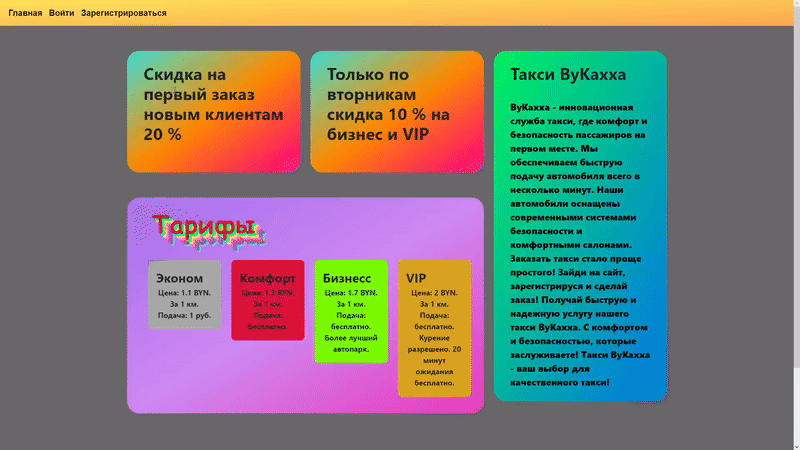 Главная Войти Зарегистрироваться
Скидка на
первый заказ
новым клиентам
20 %
Только по
вторникам
скидка 10 % на
бизнес и VIP
Такси ВуКахха
ВуКахха - инновационная
служба такси, где комфорт и
безопасность пассажиров на
первом месте. Мы
обеспечиваем быструю
подачу автомобиля всего в
несколько минут. Наши
автомобили оснащены
современными системами
безопасности и
комфортными салонами.
Заказать такси стало проще
простого! Зайди на сайт,
зарегистрируся и сделай
заказ! Получай быструю и
надежную услугу нашего
такси ВуКахха. С комфортом
и безопасностью, которые
заслуживаете! Такси ВуКахха
- ваш выбор для
качественного такси!
Тарифы
Эконом
Цена: 1.1 BYN.
За 1 км.
Подача: 1 руб.
Комфорт
Цена: 1.3 BYN.
За 1 км.
Подача:
бесплатно.
Бизнесс
Цена: 1.7 BYN.
За 1 км.
Подача:
бесплатно.
Более лучший
автопарк.
VIP
Цена: 2 BYN.
За 1 км.
Подача:
бесплатно.
Курение
разрешено. 20
минут
ожидания
бесплатно.